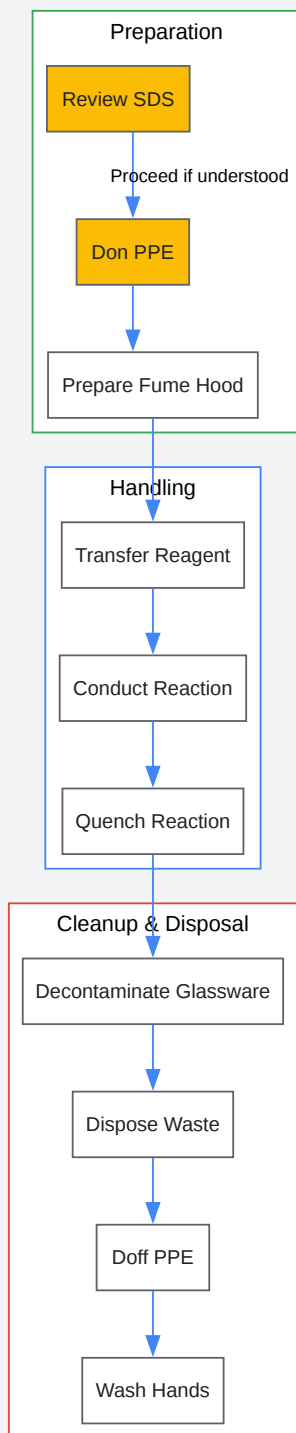 Preparation
Review SDS
Proceed if understood
Don PPE
Prepare Fume Hood
Handling
Transfer Reagent
Conduct Reaction
Quench Reaction
Cleanup & Disposal
Decontaminate Glassware
Dispose Waste
Doff PPE
Wash Hands